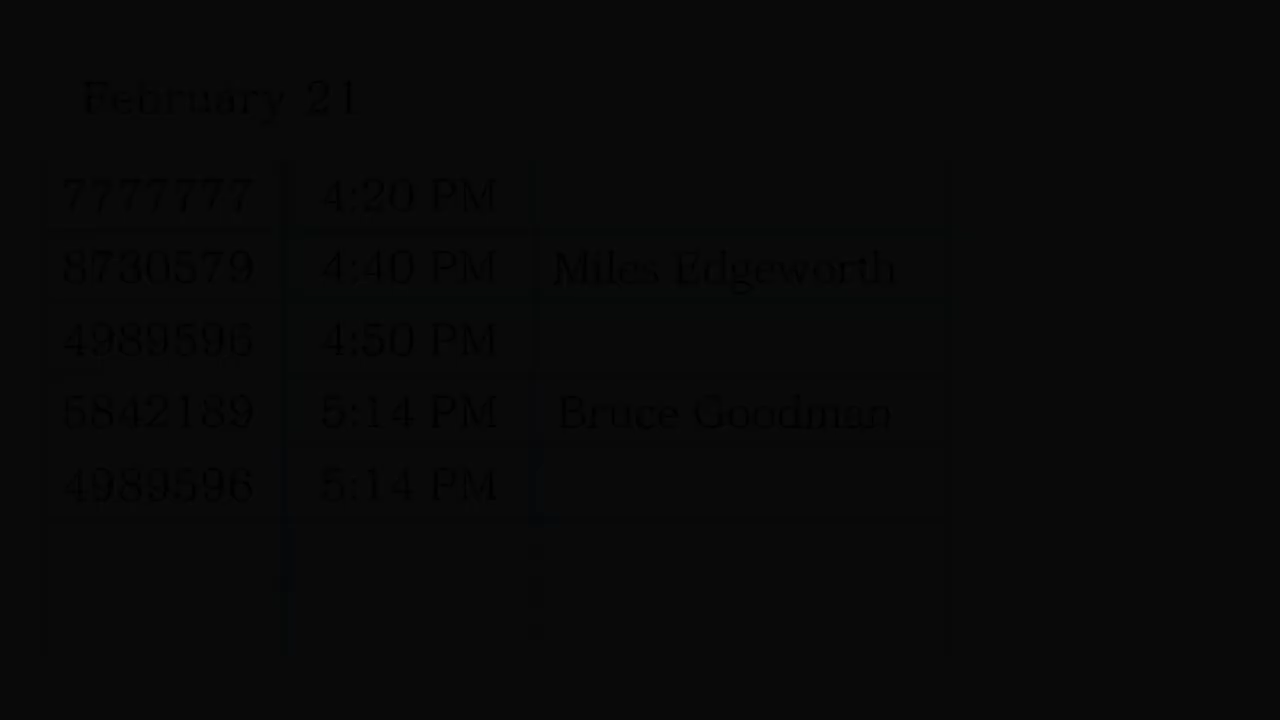 February 21
7777777 4:20 PM
8730579 4:40 PM Miles Edgeworth
4989596 4:50 PM
5842189 5:14 PM Bruce Goodman
4989596 5:14 PM